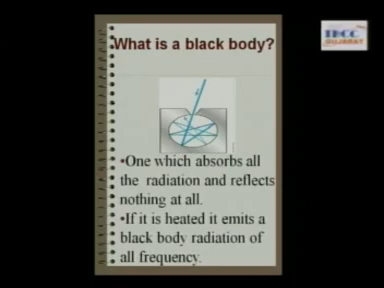 What is a black body?
•One which absorbs all
the radiation and reflects
nothing at all.
•If it is heated it emits a
black body radiation of
all frequency.